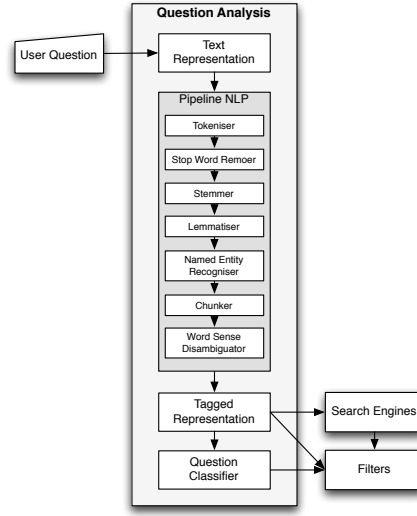 Question Analysis
User Question
Text
Representation
Pipeline NLP
Tokeniser
Stop Word Remoer
Stemmer
Lemmatiser
Named Entity
Recogniser
Chunker
Word Sense
Disambiguator
Tagged
Representation
Search Engines
Question
Classifier
Filters